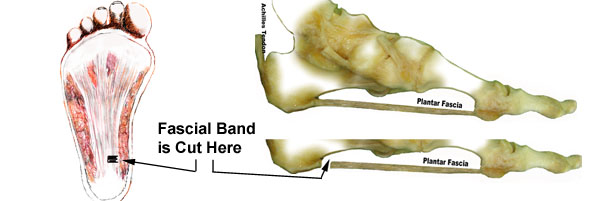 Achilles Tendon
Plantar Fascia
Fascial Band
is Cut Here
Plantar Fascia